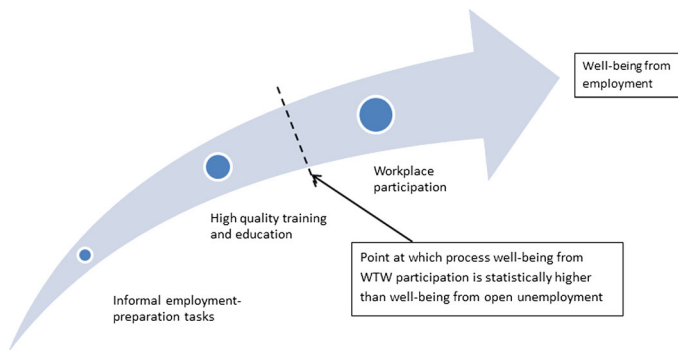 Well-being from
employment
Workplace
participation
High quality training
and education
Point at which process well-being from
WTW participation is statistically higher
than well-being from open unemployment
Informal employment-
preparation tasks